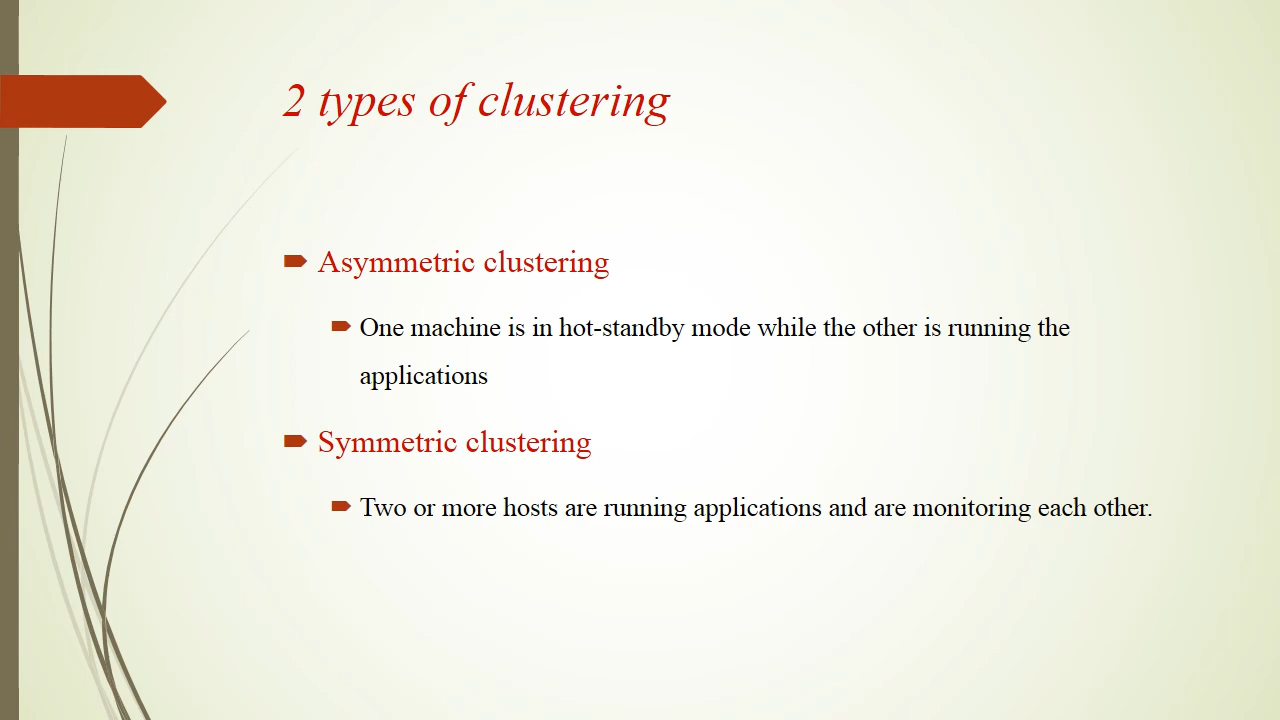 2 types of clustering
Asymmetric clustering
One machine is in hot-standby mode while the other is running the
applications
Symmetric clustering
Two or more hosts are running applications and are monitoring each other.